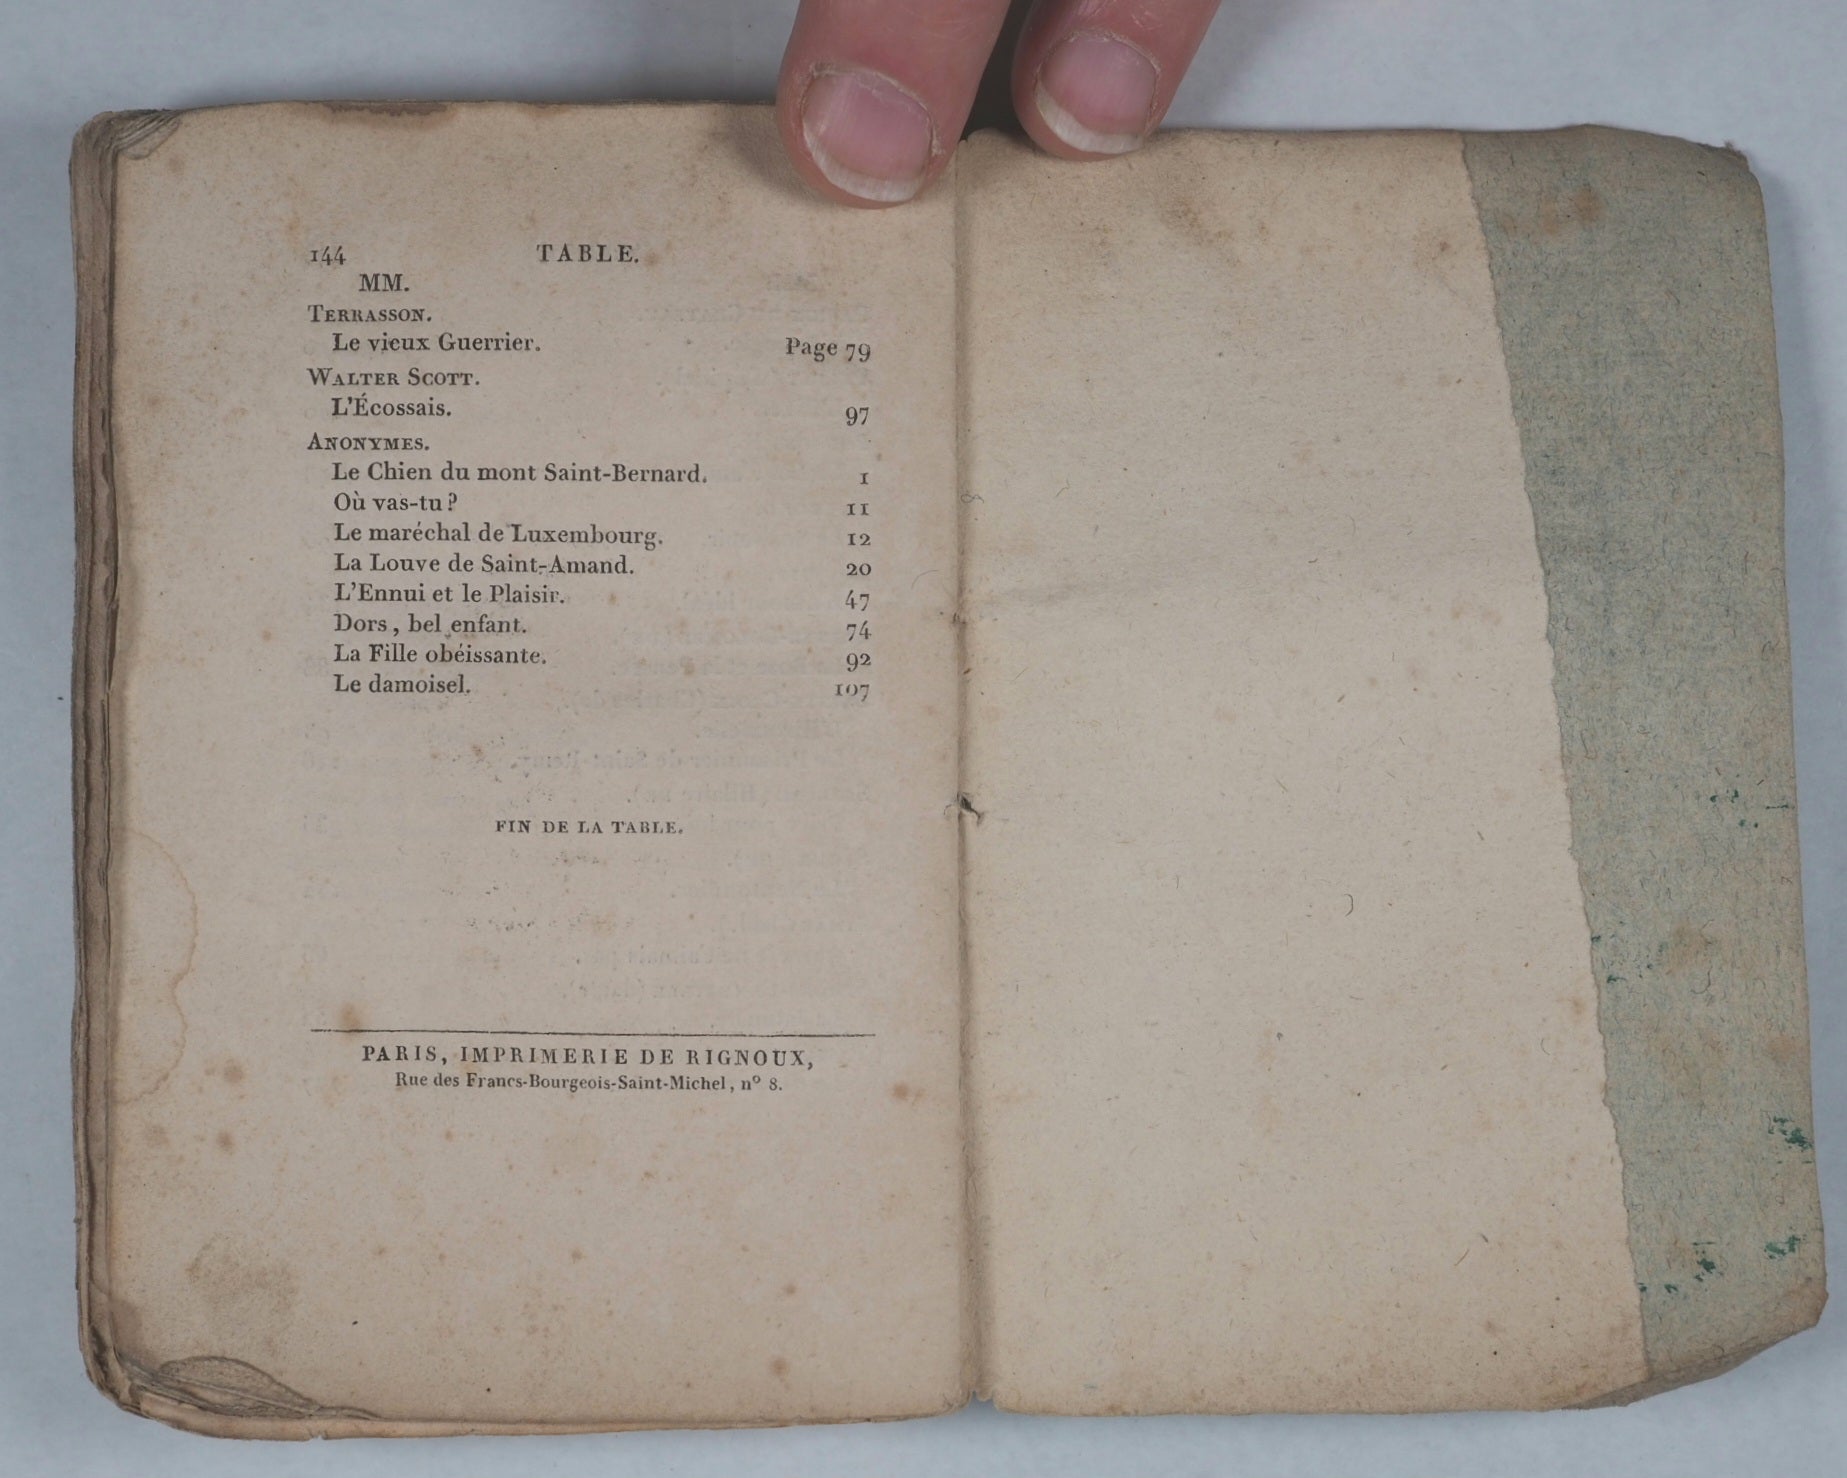 144 TABLE.
MM.
TERRASSON.
Le vieux Guerrier. Page 79
WALTER SCOTT.
L'Écossais. 97
ANONYMES.
Le Chien du mont Saint-Bernard. 1
Où vas-tu ? 11
Le maréchal de Luxembourg. 12
La Louve de Saint-Amand. 20
L'Ennui et le Plaisir. 47
Dors, bel enfant. 74
La Fille obéissante. 92
Le damoisel. 107
FIN DE LA TABLE.
PARIS, IMPRIMERIE DE RIGNOUX,
Rue des Francs-Bourgeois-Saint-Michel, nº 8.